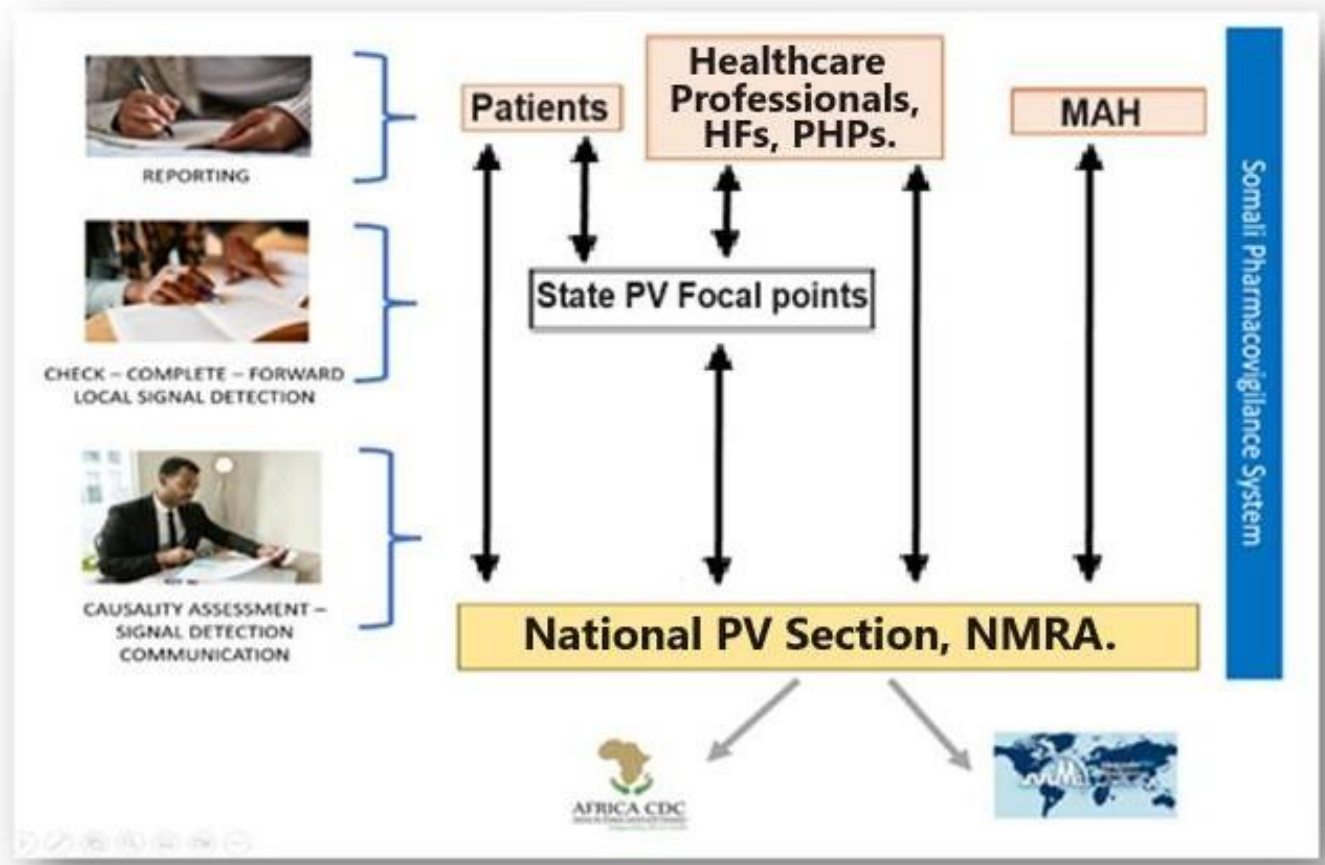 REPORTING
CHECK – COMPLETE – FORWARD
LOCAL SIGNAL DETECTION
CAUSALITY ASSESSMENT –
SIGNAL DETECTION
COMMUNICATION
Patients
Healthcare
Professionals,
HFs, PHPs.
MAH
State PV Focal points
National PV Section, NMRA.
AFRICA CDC
Somali Pharmacovigilance System